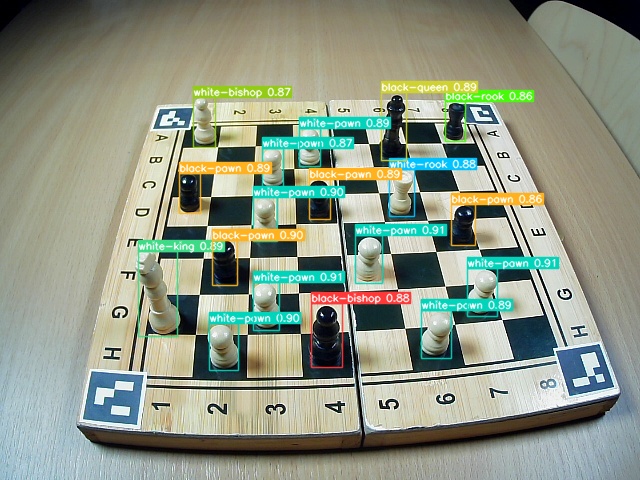 white-bishop 0.87
black-queen 0.89
black-rook 0.86
white-pawn 0.89
white-pawn 0.87
black-pawn 0.89
black-pawn 0.89
white-rook 0.88
white-pawn 0.90
black-pawn 0.86
black-pawn 0.90
white-pawn 0.91
white-king 0.89
white-pawn 0.91
white-pawn 0.91
black-bishop 0.88
white-pawn 0.89
white-pawn 0.90
2 4 5
A B C D E F G H
A B C E G H
1 2 3 4 5 6 7 8